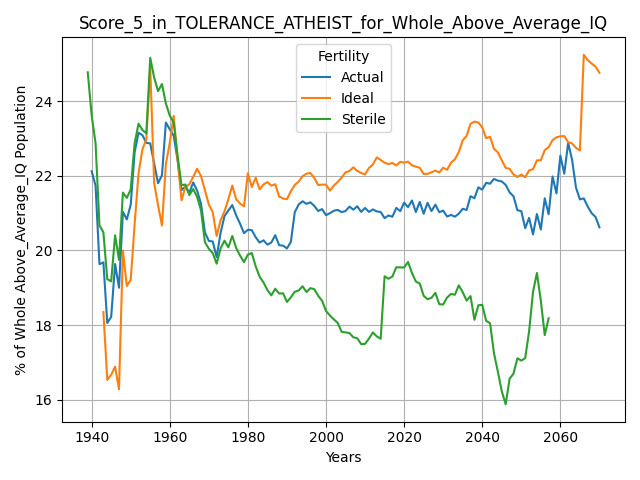 Score_5_in_TOLERANCE_ATHEIST_for_Whole_Above_Average_IQ
Fertility
Actual
Ideal
Sterile
24
22
20
18
16
% of Whole Above_Average_IQ Population
1940
1960
1980
2000
2020
2040
2060
Years